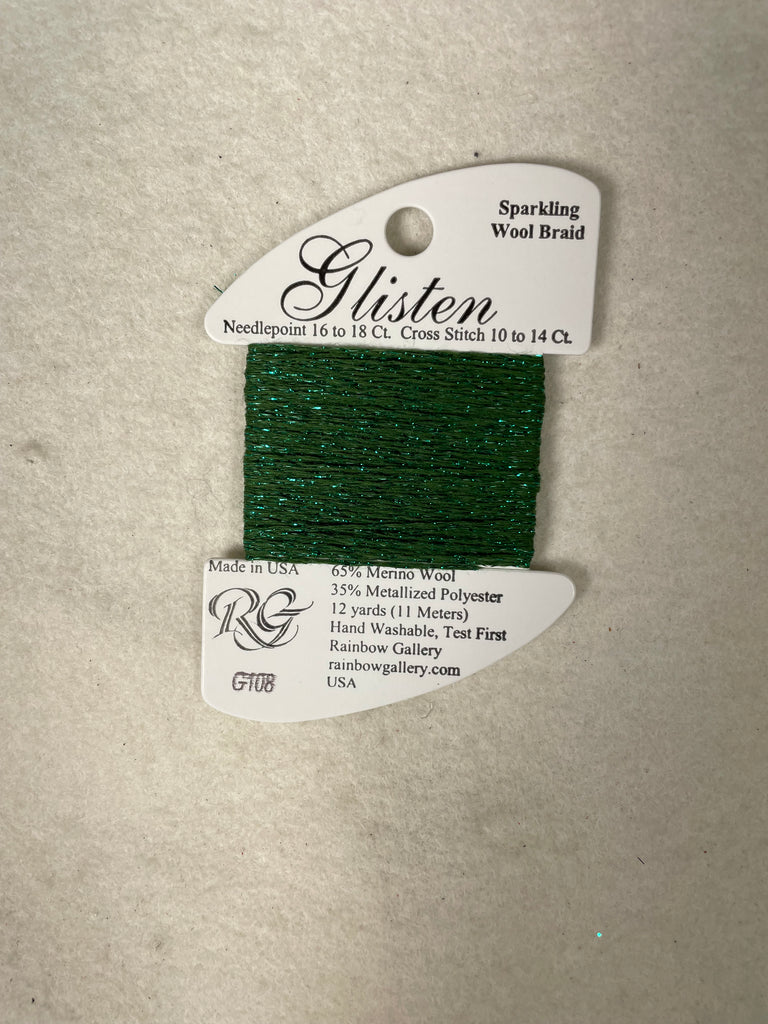 Sparkling
Wool Braid
Glisten
Needlepoint 16 to 18 Ct. Cross Stitch 10 to 14 Ct.
Made in USA
RG
G108
65% Merino Wool
35% Metallized Polyester
12 yards (11 Meters)
Hand Washable, Test First
Rainbow Gallery
rainbowgallery.com
USA